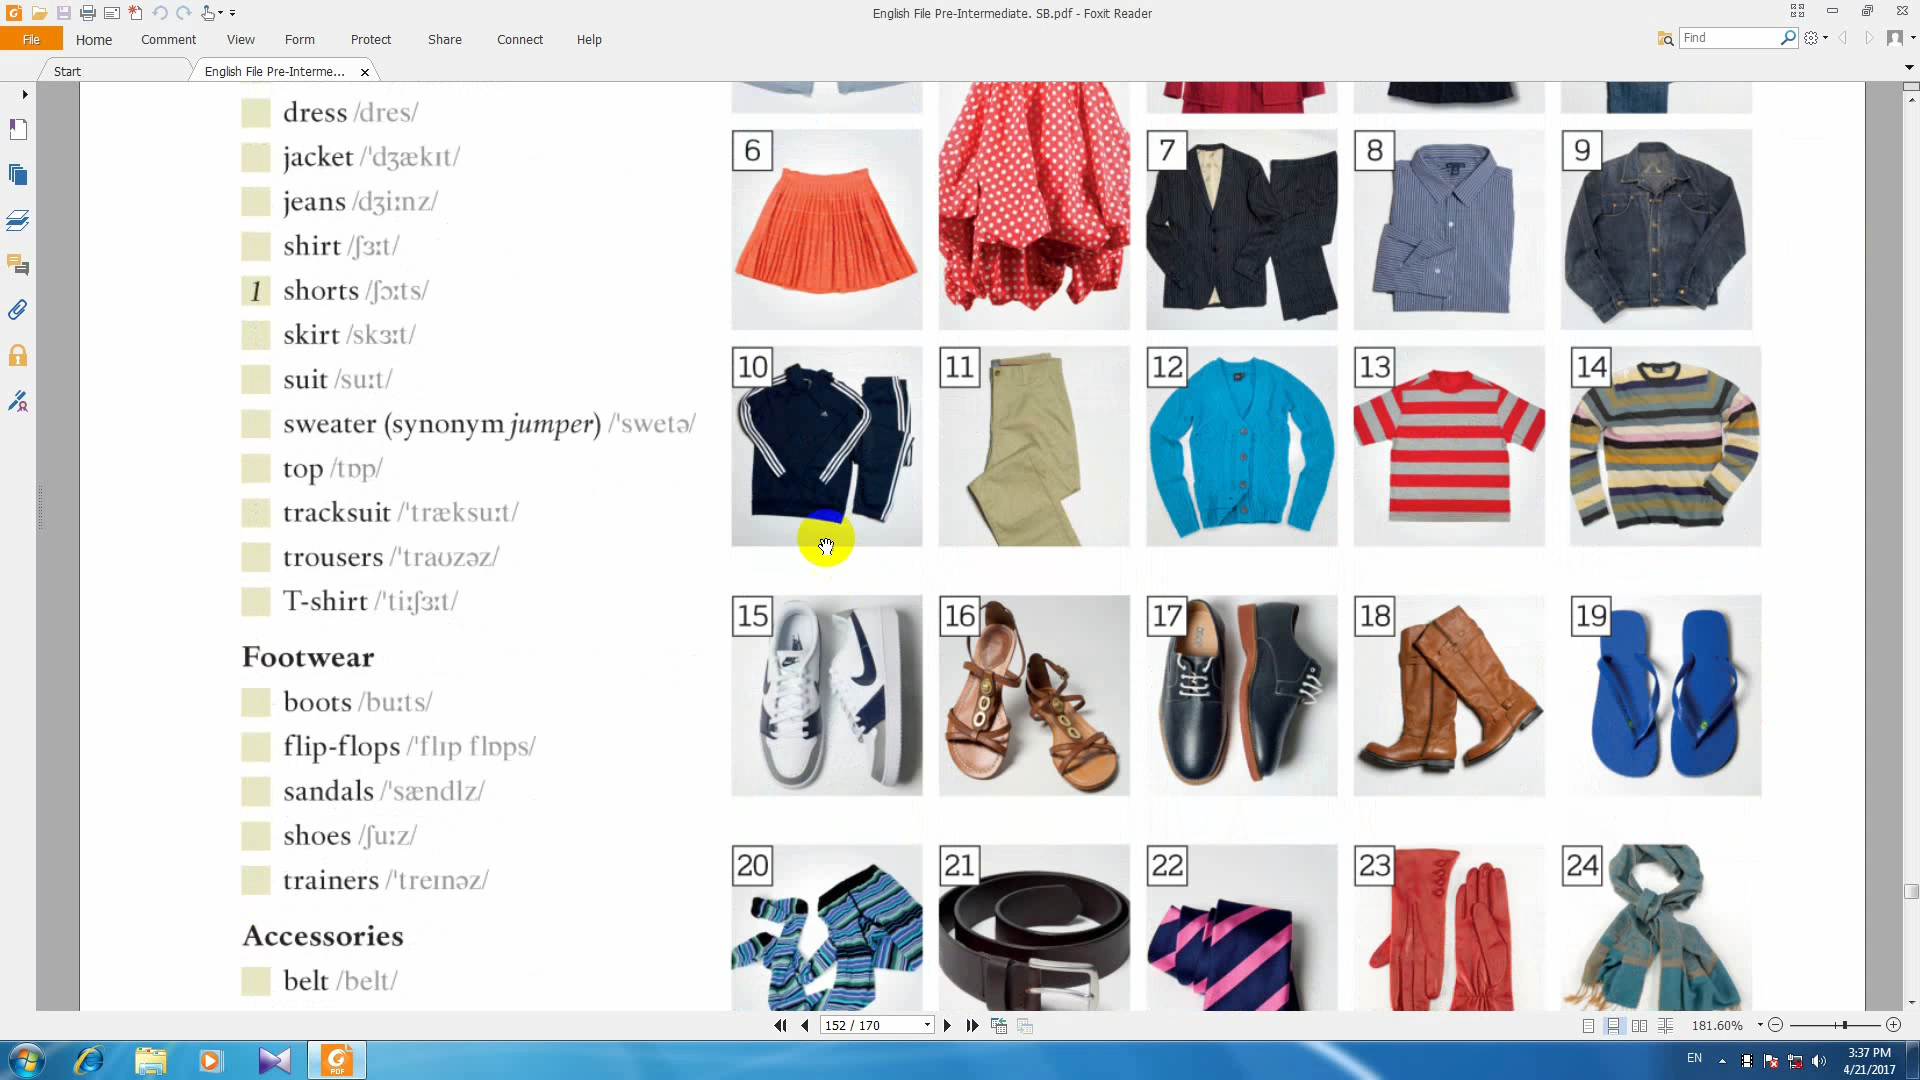 English File Pre-Intermediate. SB.pdf - Foxit Reader
File Home Comment View Form Protect Share Connect Help
Find
Start
English File Pre-Interme...
dress /dres/
jacket /ˈdʒækɪt/
jeans /dʒiːnz/
shirt /ʃɜːt/
1 shorts /ʃɔːts/
skirt /skɜːt/
suit /suːt/
sweater (synonym jumper) /ˈswetə/
top /tɒp/
tracksuit /ˈtræksuːt/
trousers /ˈtraʊzəz/
T-shirt /ˈtiːʃɜːt/
Footwear
boots /buːts/
flip-flops /ˈflɪp flɒps/
sandals /ˈsændlz/
shoes /ʃuːz/
trainers /ˈtreɪnəz/
Accessories
belt /belt/
6 7 8 9
10 11 12 13 14
15 16 17 18 19
20 21 22 23 24
152 / 170
181.60%
PDF
EN
3:37 PM
4/21/2017